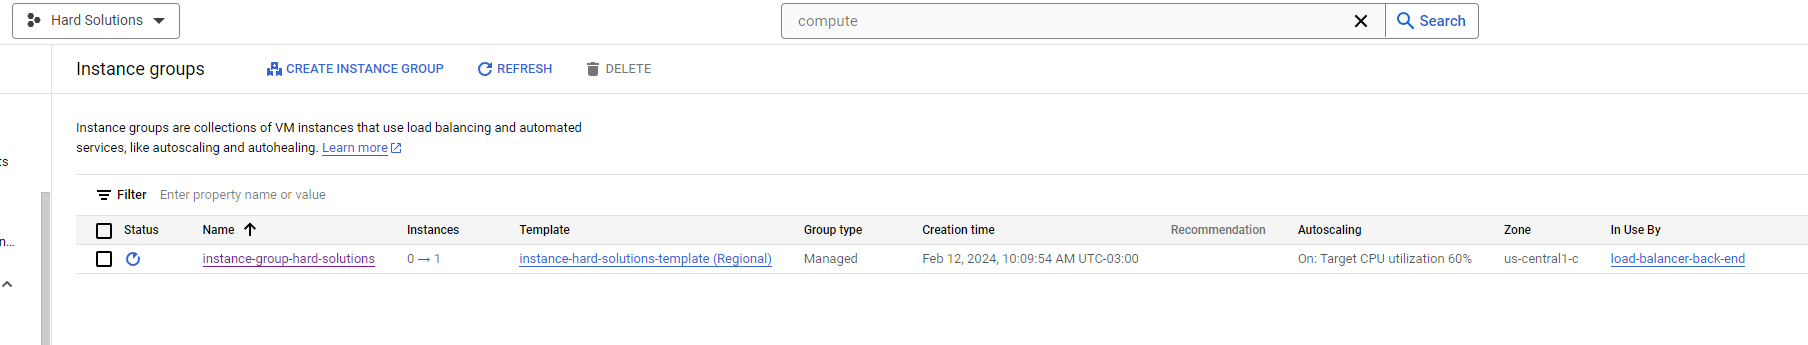 Hard Solutions
compute
Search
Instance groups
CREATE INSTANCE GROUP
REFRESH
DELETE
Instance groups are collections of VM instances that use load balancing and automated
services, like autoscaling and autohealing. Learn more
ts
Filter Enter property name or value
n...
Status Name Instances Template Group type Creation time Recommendation Autoscaling Zone In Use By
instance-group-hard-solutions 0 → 1 instance-hard-solutions-template (Regional) Managed Feb 12, 2024, 10:09:54 AM UTC-03:00 On: Target CPU utilization 60% us-central1-c load-balancer-back-end